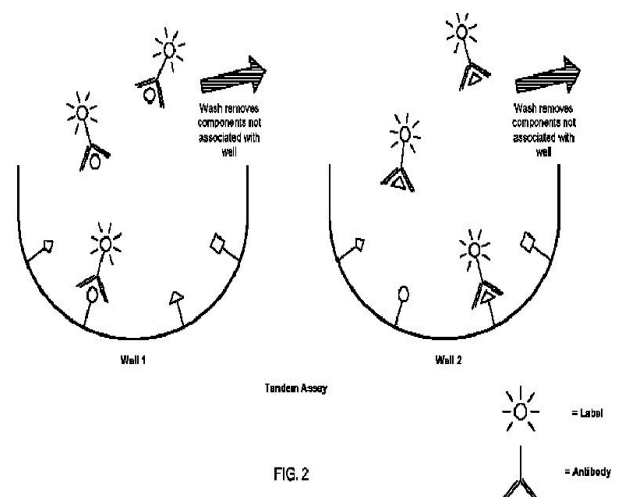 Wash removes
components not
associated with
well
Wash removes
components not
associated with
well
Well 1
Well 2
Tandem Assay
= Label
FIG. 2
= Antibody